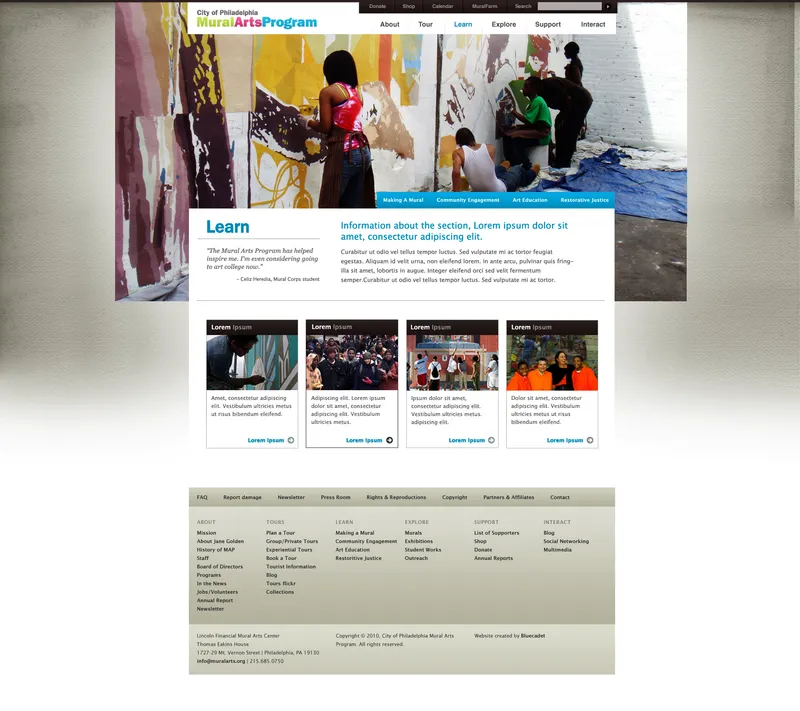 Donate Shop Calendar MuralFarm Search
City of Philadelphia
MuralArtsProgram
About Tour Learn Explore Support Interact
Making A Mural Community Engagement Art Education Restorative Justice
Learn
"The Mural Arts Program has helped
inspire me. I'm even considering going
to art college now."
– Celiz Heredia, Mural Corps student
Information about the section, Lorem ipsum dolor sit
amet, consectetur adipiscing elit.
Curabitur ut odio vel tellus tempor luctus. Sed vulputate mi ac tortor feugiat
egestas. Aliquam id velit urna, non eleifend lorem. In ante arcu, pulvinar quis fring-
illa sit amet, lobortis in augue. Integer eleifend orci sed velit fermentum
semper.Curabitur ut odio vel tellus tempor luctus. Sed vulputate mi ac tortor.
Lorem Ipsum
Amet, consectetur adipiscing
elit. Vestibulum ultricies metus
ut risus bibendum eleifend.
Lorem Ipsum
Lorem Ipsum
Adipiscing elit. Lorem ipsum
dolor sit amet, consectetur
adipiscing elit. Vestibulum
ultricies metus.
Lorem Ipsum
Lorem Ipsum
Ipsum dolor sit amet,
consectetur adipiscing elit.
Vestibulum ultricies metus.
adipiscing elit.
Lorem Ipsum
Lorem Ipsum
Dolor sit amet, consectetur
adipiscing elit. Vestibulum
ultricies metus ut risus
bibendum.
Lorem Ipsum
FAQ Report damage Newsletter Press Room Rights & Reproductions Copyright Partners & Affiliates Contact
ABOUT
Mission
About Jane Golden
History of MAP
Staff
Board of Directors
Programs
In the News
Jobs/Volunteers
Annual Report
Newsletter
TOURS
Plan a Tour
Group/Private Tours
Experiential Tours
Book a Tour
Tourist Information
Blog
Tours flickr
Collections
LEARN
Making a Mural
Community Engagement
Art Education
Restoritive Justice
EXPLORE
Murals
Exhibitions
Student Works
Outreach
SUPPORT
List of Supporters
Shop
Donate
Annual Reports
INTERACT
Blog
Social Networking
Multimedia
Lincoln Financial Mural Arts Center
Thomas Eakins House
1727-29 Mt. Vernon Street | Philadelphia, PA 19130
info@muralarts.org | 215.685.0750
Copyright © 2010, City of Philadelphia Mural Arts
Program. All rights reserved.
Website created by Bluecadet